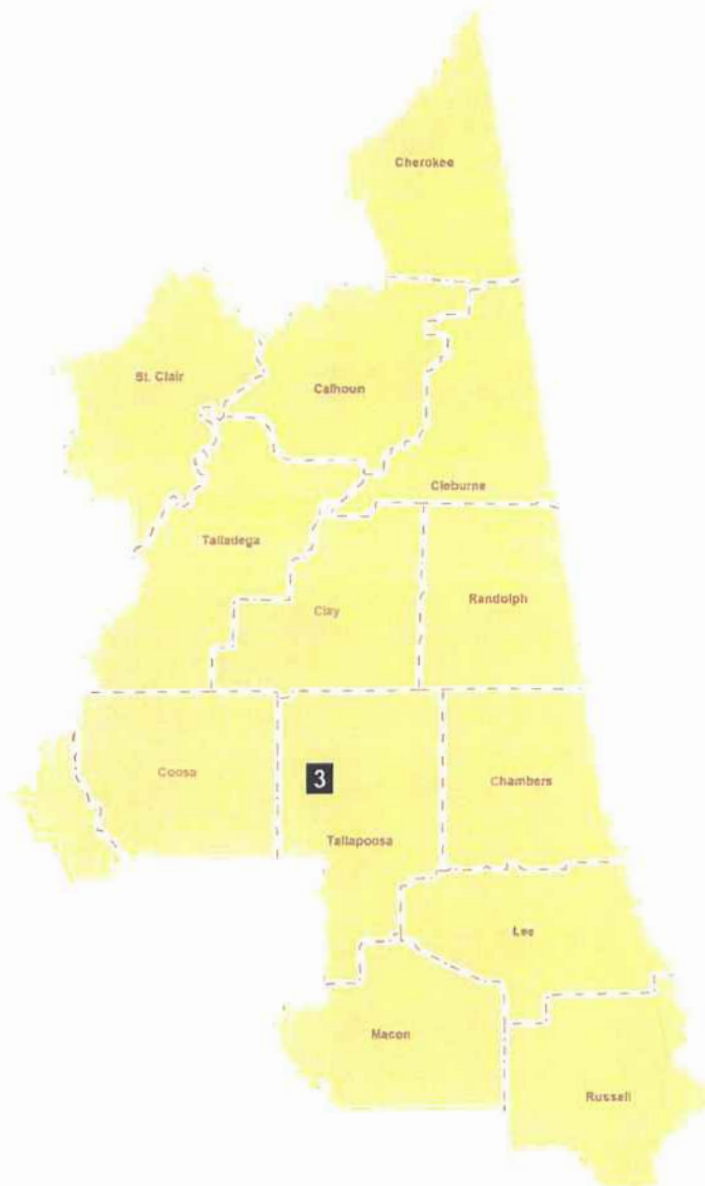 Cherokee
St. Clair
Calhoun
Cleburne
Talladega
Randolph
Clay
Coosa
3
Chambers
Tallapoosa
Lee
Macon
Russell